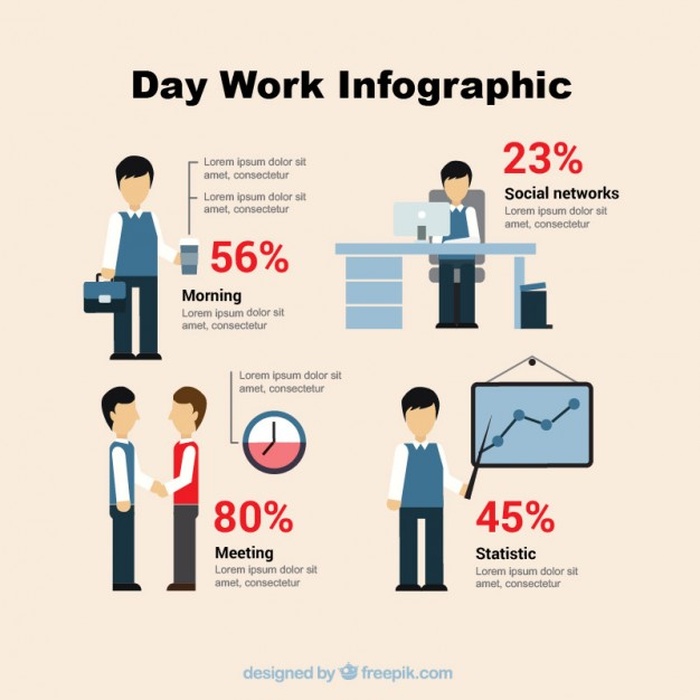 Day Work Infographic
Lorem ipsum dolor sit
amet, consectetur
Lorem ipsum dolor sit
amet, consectetur
56%
Morning
Lorem ipsum dolor sit
amet, consectetur
23%
Social networks
Lorem ipsum dolor sit
amet, consectetur
Lorem ipsum dolor sit
amet, consectetur
80%
Meeting
Lorem ipsum dolor sit
amet, consectetur
45%
Statistic
Lorem ipsum dolor sit
amet, consectetur
designed by freepik.com